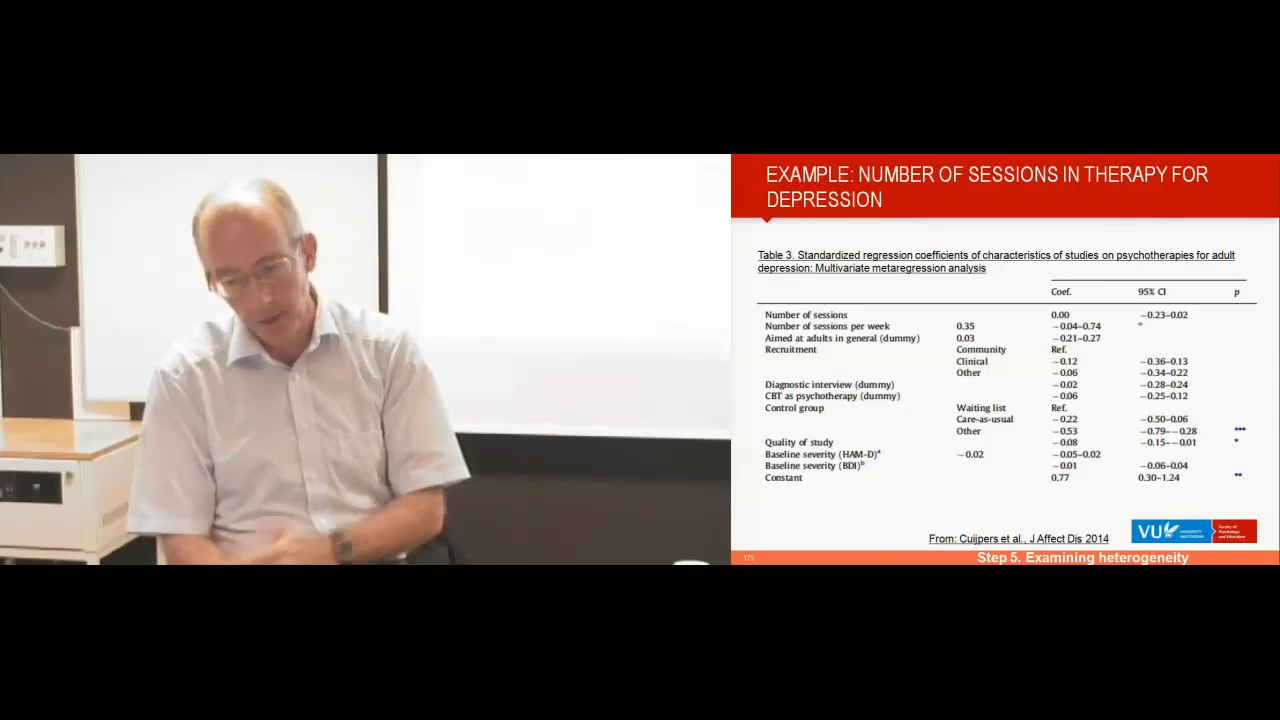 EXAMPLE: NUMBER OF SESSIONS IN THERAPY FOR
DEPRESSION
Table 3. Standardized regression coefficients of characteristics of studies on psychotherapies for adult
depression: Multivariate metaregression analysis
Coef. 95% CI p
Number of sessions 0.00 −0.23–0.02
Number of sessions per week 0.35 −0.04–0.74 o
Aimed at adults in general (dummy) 0.03 −0.21–0.27
Recruitment Community Ref.
Clinical −0.12 −0.36–0.13
Other −0.06 −0.34–0.22
Diagnostic interview (dummy) −0.02 −0.28–0.24
CBT as psychotherapy (dummy) −0.06 −0.25–0.12
Control group Waiting list Ref.
Care-as-usual −0.22 −0.50–0.06
Other −0.53 −0.79–−0.28 ***
Quality of study −0.08 −0.15–−0.01 *
Baseline severity (HAM-D)a −0.02 −0.05–0.02
Baseline severity (BDI)b −0.01 −0.06–0.04
Constant 0.77 0.30–1.24 **
From: Cuijpers et al., J Affect Dis 2014
VU UNIVERSITY AMSTERDAM
Faculty of Psychology and Education
125 Step 5. Examining heterogeneity